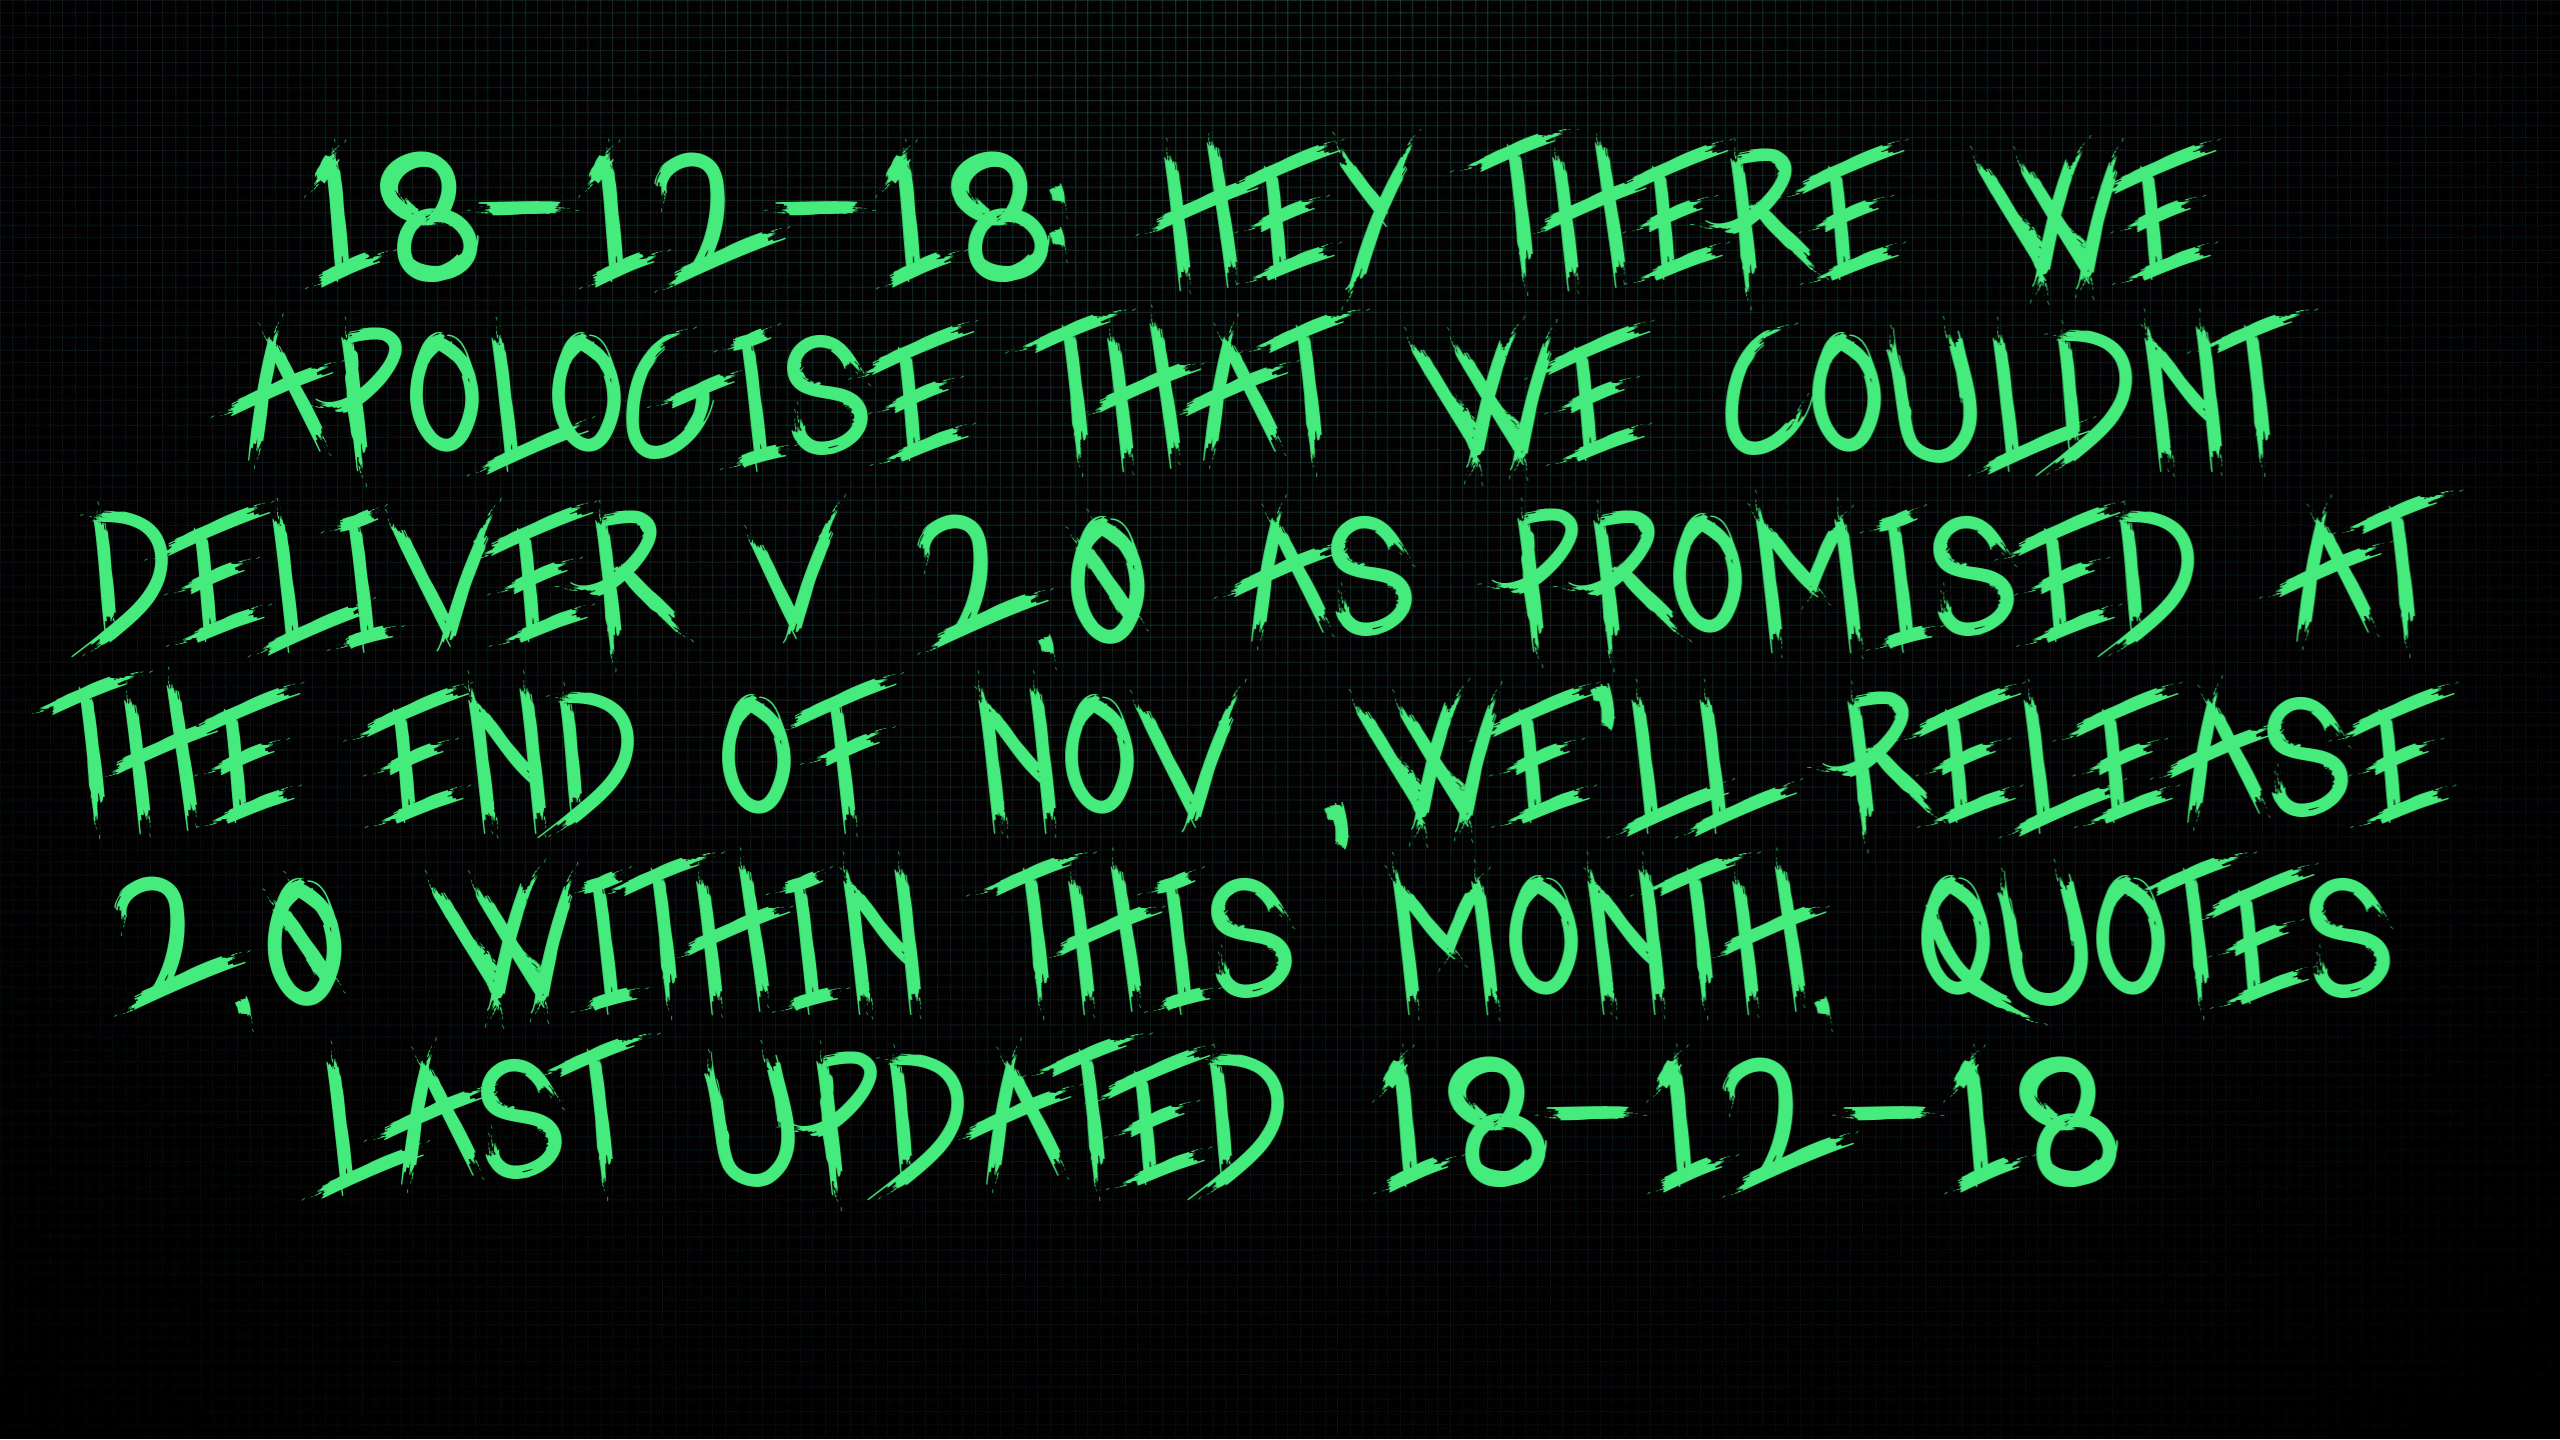 18-12-18: HEY THERE WE
APOLOGISE THAT WE COULDNT
DELIVER V 2.0 AS PROMISED AT
THE END OF NOV ,WE'LL RELEASE
2.0 WITHIN THIS MONTH. QUOTES
LAST UPDATED 18-12-18